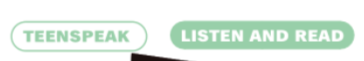 TEENSPEAK LISTEN AND READ